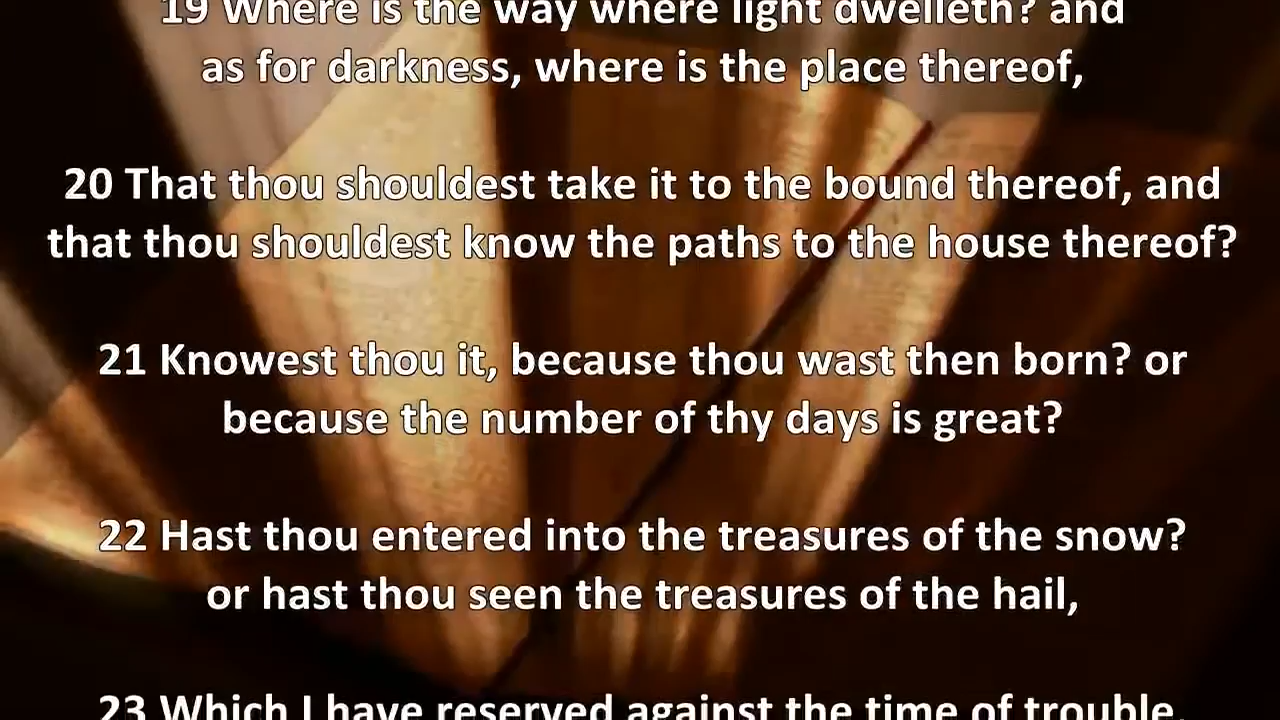 19 Where is the way where light dwelleth? and
as for darkness, where is the place thereof,
20 That thou shouldest take it to the bound thereof, and
that thou shouldest know the paths to the house thereof?
21 Knowest thou it, because thou wast then born? or
because the number of thy days is great?
22 Hast thou entered into the treasures of the snow?
or hast thou seen the treasures of the hail,
23 Which I have reserved against the time of trouble,